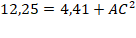 12,25 = 4,41 + AC²